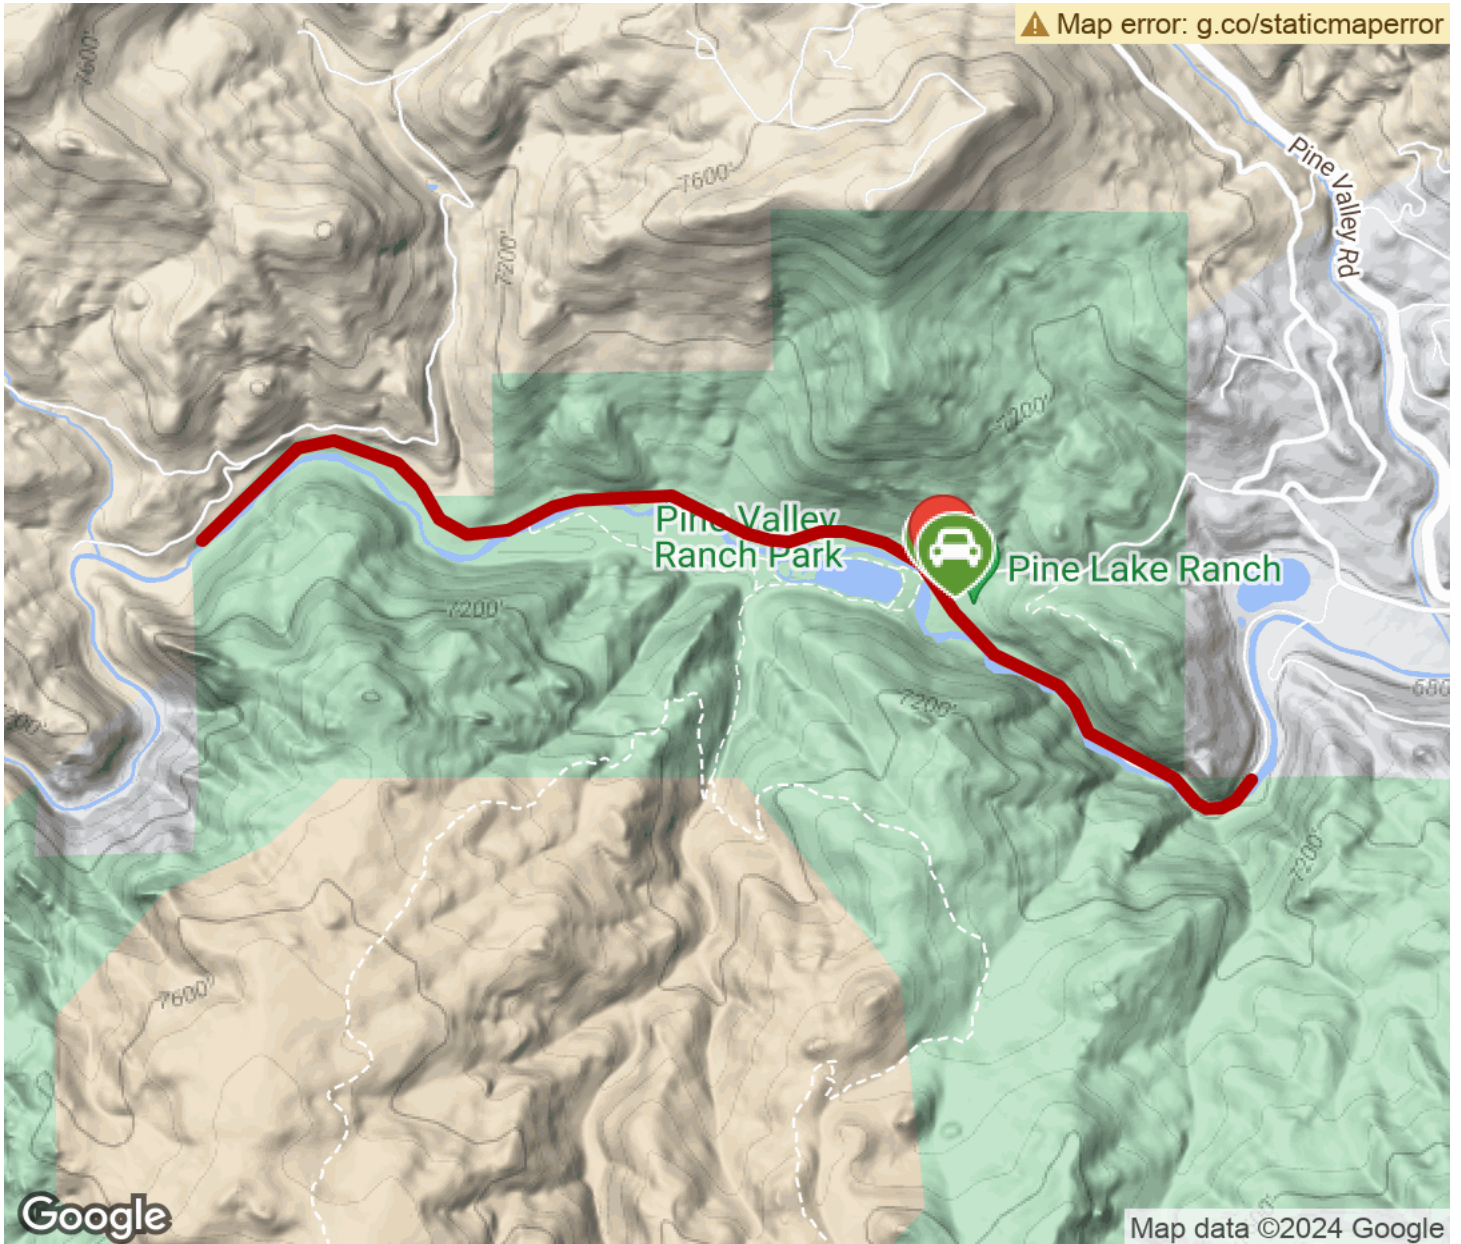 Map error: g.co/staticmaperror
7600'
Pine Valley Rd
7600'
7200'
7200'
Pine Valley
Ranch Park
Pine Lake Ranch
7200'
7200'
7200'
7600'
Google
Map data ©2024 Google